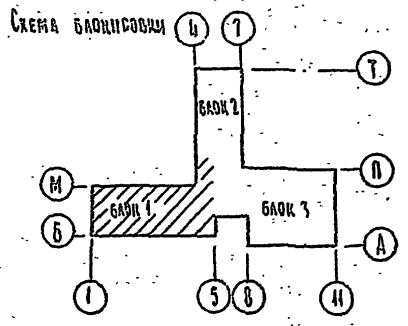 Схема блокировки
4 7
Т
блок 2
М
П
блок 1
блок 3
Б
А
1 5 8 11